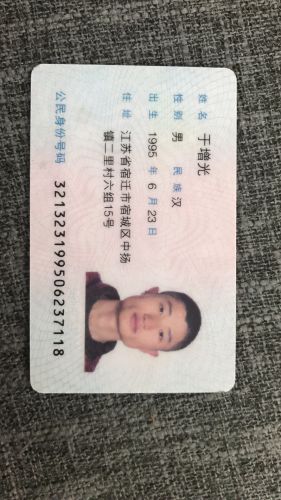 姓名 于增光
性别 男 民族 汉
出生 1995 年 6 月 23 日
住址 江苏省宿迁市宿城区中扬
镇二里村六组15号
公民身份号码 321323199506237118